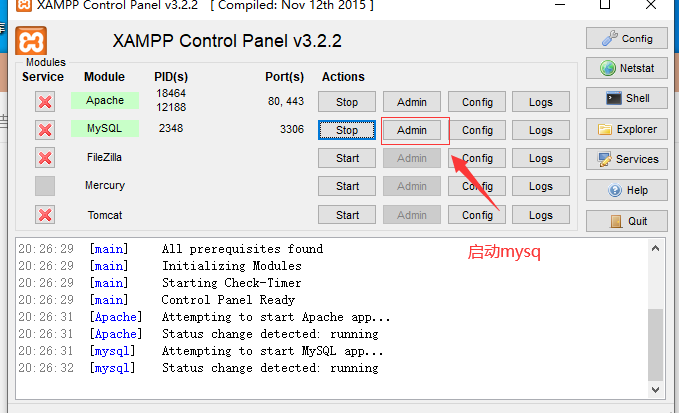 XAMPP Control Panel v3.2.2 [ Compiled: Nov 12th 2015 ]
XAMPP Control Panel v3.2.2
Config
Modules
Service Module PID(s) Port(s) Actions
Netstat
Apache 18464 12188 80, 443 Stop Admin Config Logs
Shell
MySQL 2348 3306 Stop Admin Config Logs
Explorer
FileZilla Start Admin Config Logs
Services
Mercury Start Admin Config Logs
Help
Tomcat Start Admin Config Logs
Quit
启动mysq
20:26:29 [main] All prerequisites found
20:26:29 [main] Initializing Modules
20:26:29 [main] Starting Check-Timer
20:26:29 [main] Control Panel Ready
20:26:31 [Apache] Attempting to start Apache app...
20:26:31 [Apache] Status change detected: running
20:26:31 [mysql] Attempting to start MySQL app...
20:26:32 [mysql] Status change detected: running